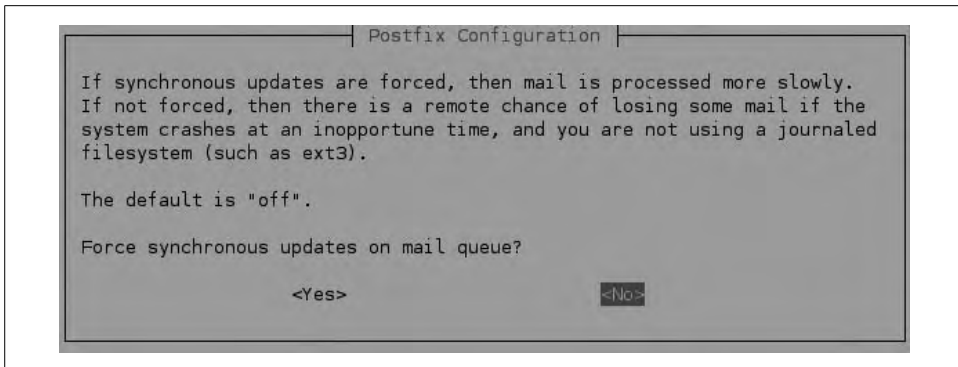 Postfix Configuration
If synchronous updates are forced, then mail is processed more slowly.
If not forced, then there is a remote chance of losing some mail if the
system crashes at an inopportune time, and you are not using a journaled
filesystem (such as ext3).
The default is "off".
Force synchronous updates on mail queue?
<Yes> <No>